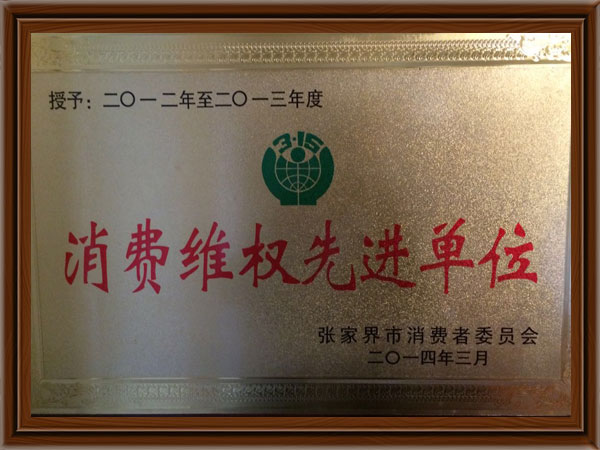 授予：二〇一二年至二〇一三年度
3·15
消费维权先进单位
张家界市消费者委员会
二〇一四年三月